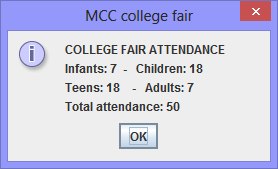 MCC college fair
COLLEGE FAIR ATTENDANCE
Infants: 7 - Children: 18
Teens: 18 - Adults: 7
Total attendance: 50
OK